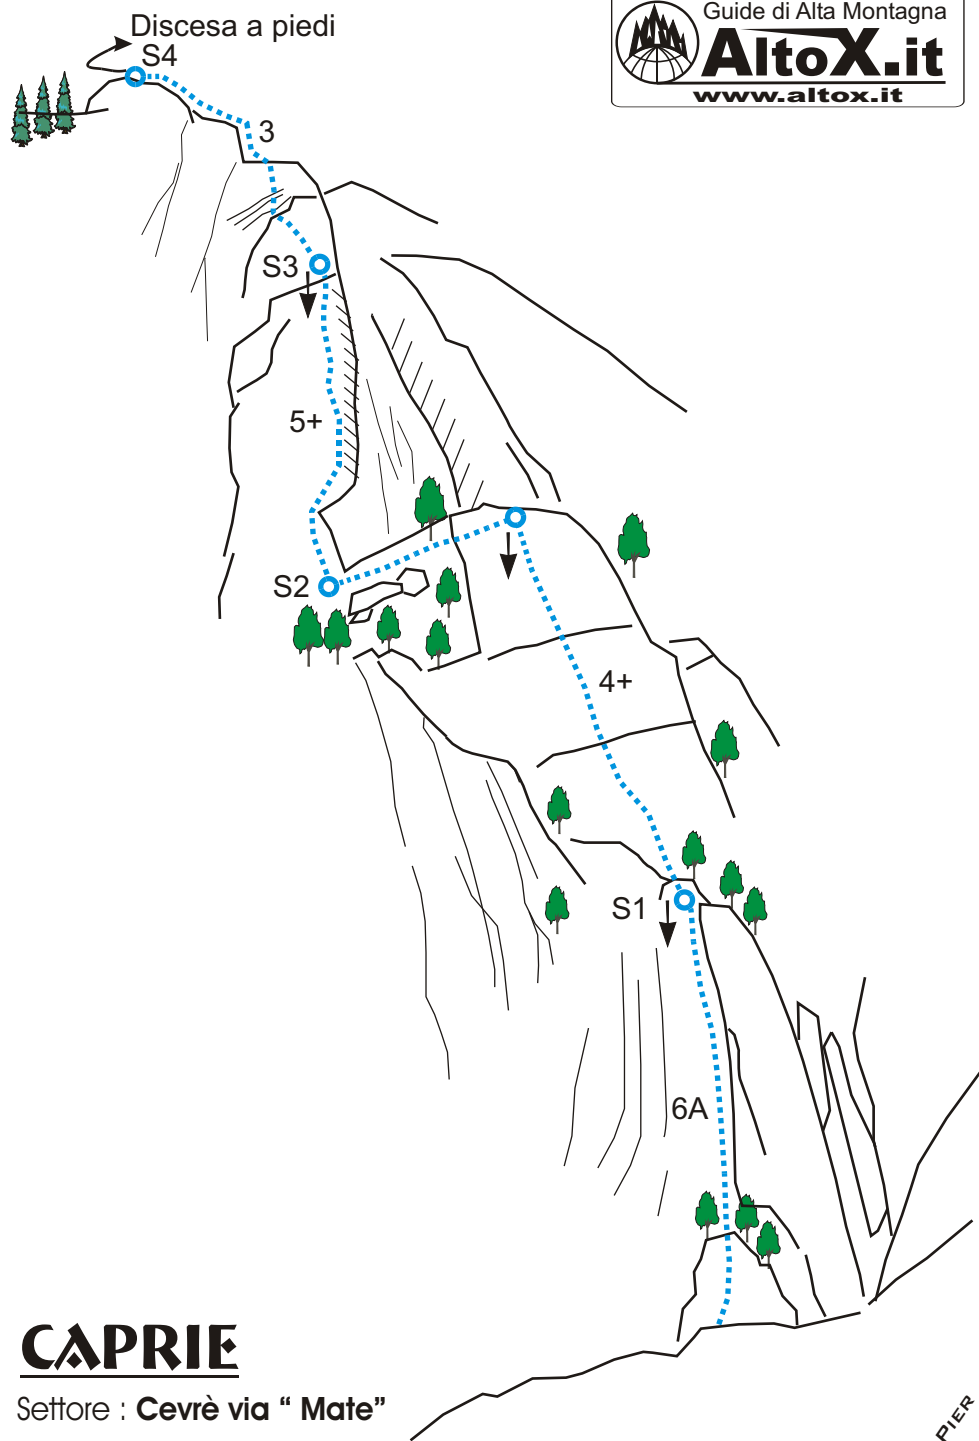 Discesa a piedi
S4
Guide di Alta Montagna
AltoX.it
www.altox.it
3
S3
5+
S2
4+
S1
6A
CAPRIE
Settore : Cevrè via “ Mate”
PIER